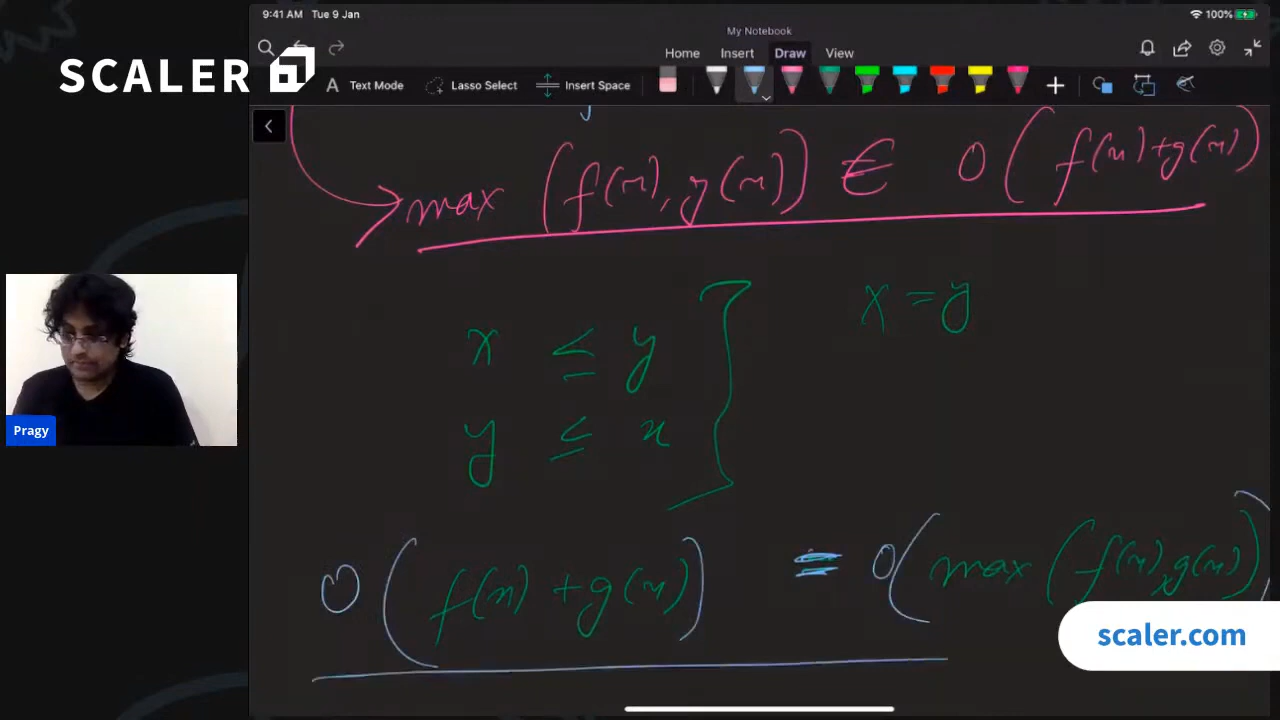 9:41 AM Tue 9 Jan
100%
My Notebook
Home Insert Draw View
SCALER
A Text Mode Lasso Select Insert Space
max (f(n), g(n)) € O(f(n)+g(n))
x = y
x ≤ y
y ≤ x
Pragy
O(f(n) + g(n)) = O(max(f(n), g(n)))
scaler.com